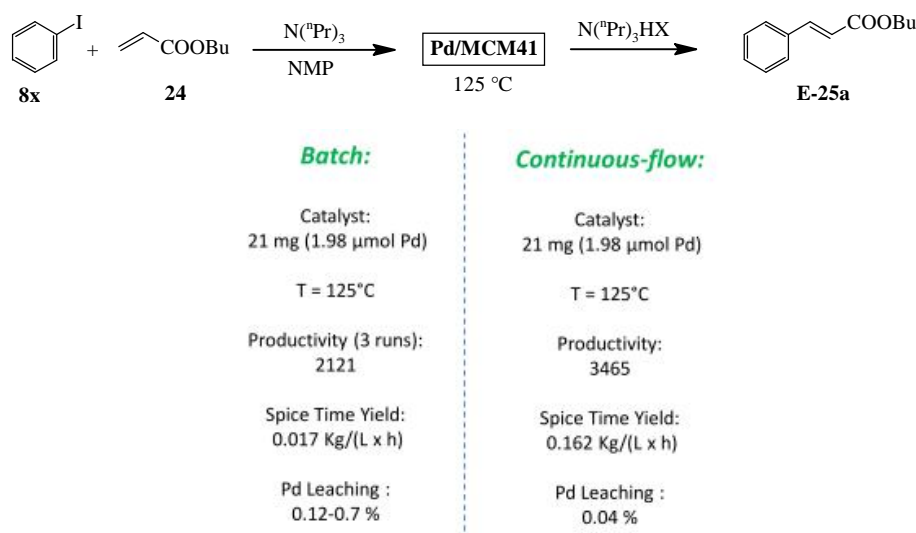 I
COOBu
N(ⁿPr)₃
N(ⁿPr)₃HX
COOBu
+
NMP
Pd/MCM41
125 °C
8x
24
E-25a
Batch:
Continuous-flow:
Catalyst:
21 mg (1.98 μmol Pd)
T = 125°C
Productivity (3 runs):
2121
Spice Time Yield:
0.017 Kg/(L x h)
Pd Leaching :
0.12-0.7 %
Catalyst:
21 mg (1.98 μmol Pd)
T = 125°C
Productivity:
3465
Spice Time Yield:
0.162 Kg/(L x h)
Pd Leaching :
0.04 %